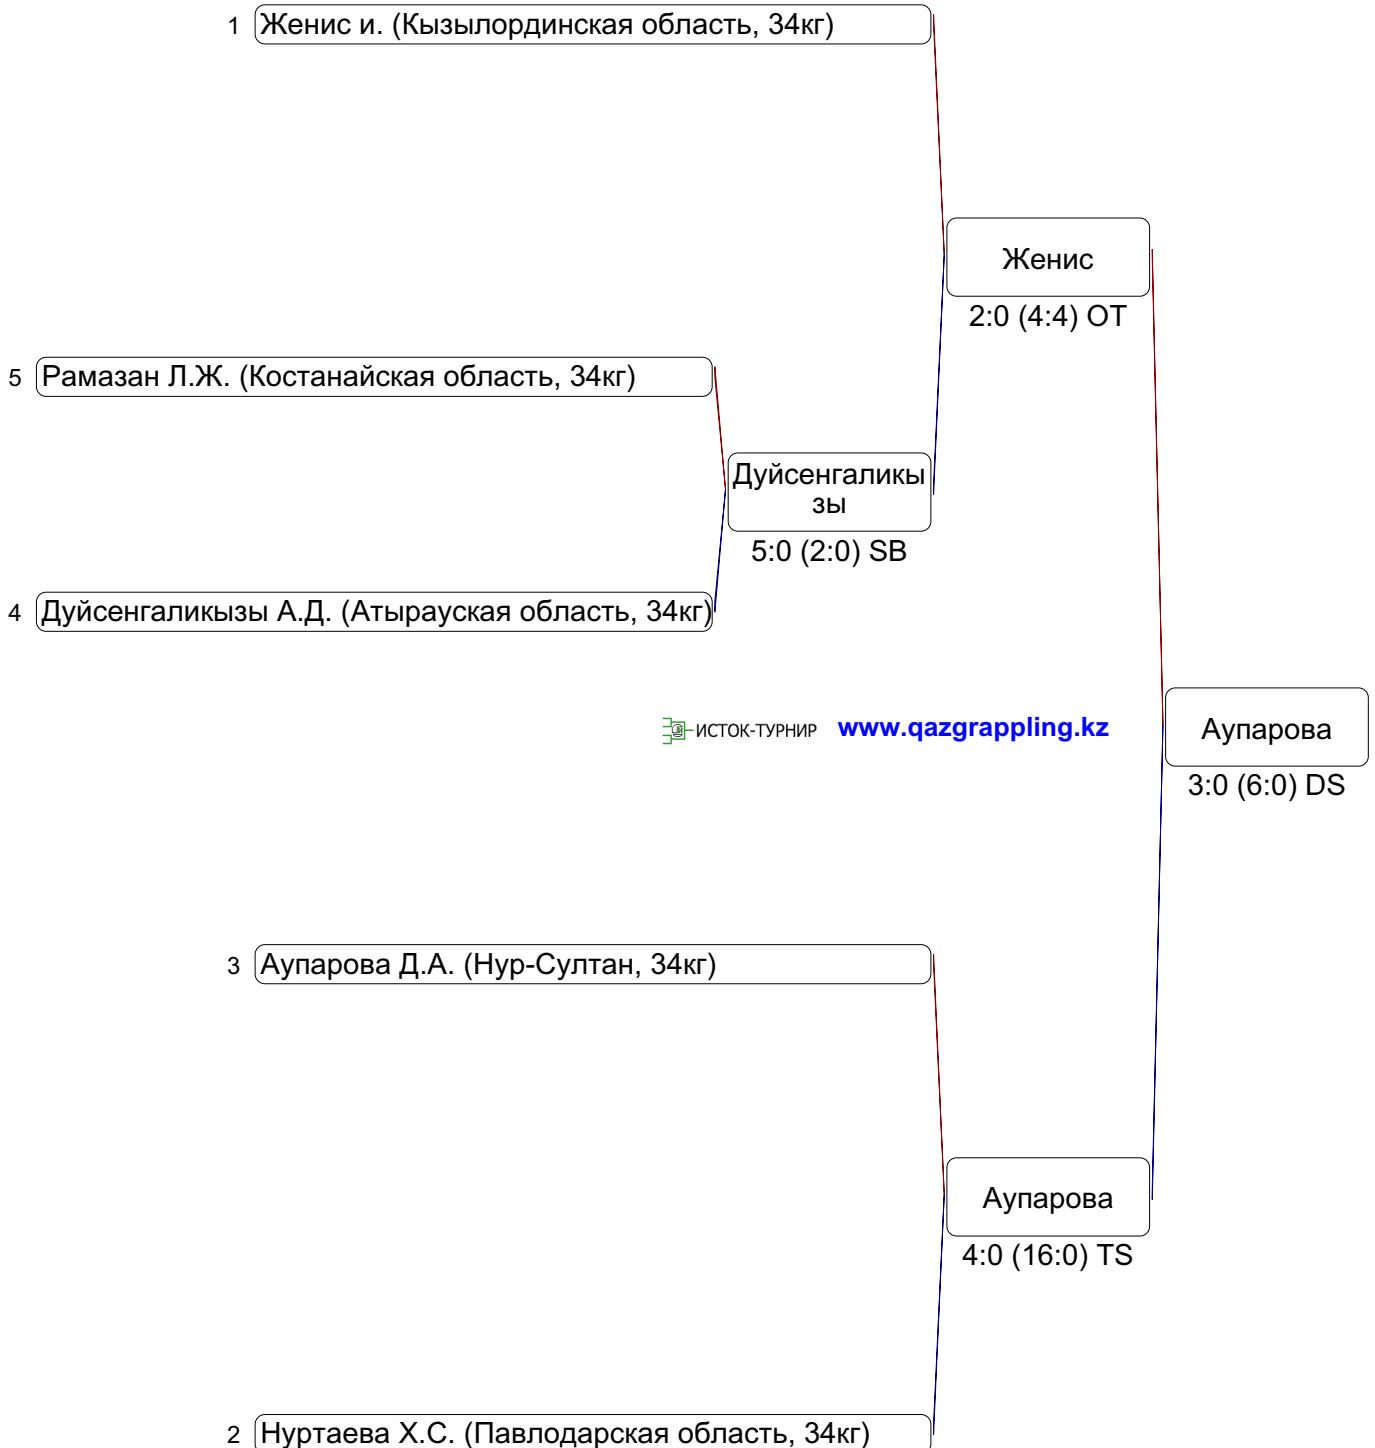 1 Женис и. (Кызылординская область, 34кг)
Женис
2:0 (4:4) OT
5 Рамазан Л.Ж. (Костанайская область, 34кг)
Дуйсенгаликы
зы
5:0 (2:0) SB
4 Дуйсенгаликызы А.Д. (Атырауская область, 34кг)
ИСТОК-ТУРНИР www.qazgrappling.kz
Аупарова
3:0 (6:0) DS
3 Аупарова Д.А. (Нур-Султан, 34кг)
Аупарова
4:0 (16:0) TS
2 Нуртаева Х.С. (Павлодарская область, 34кг)